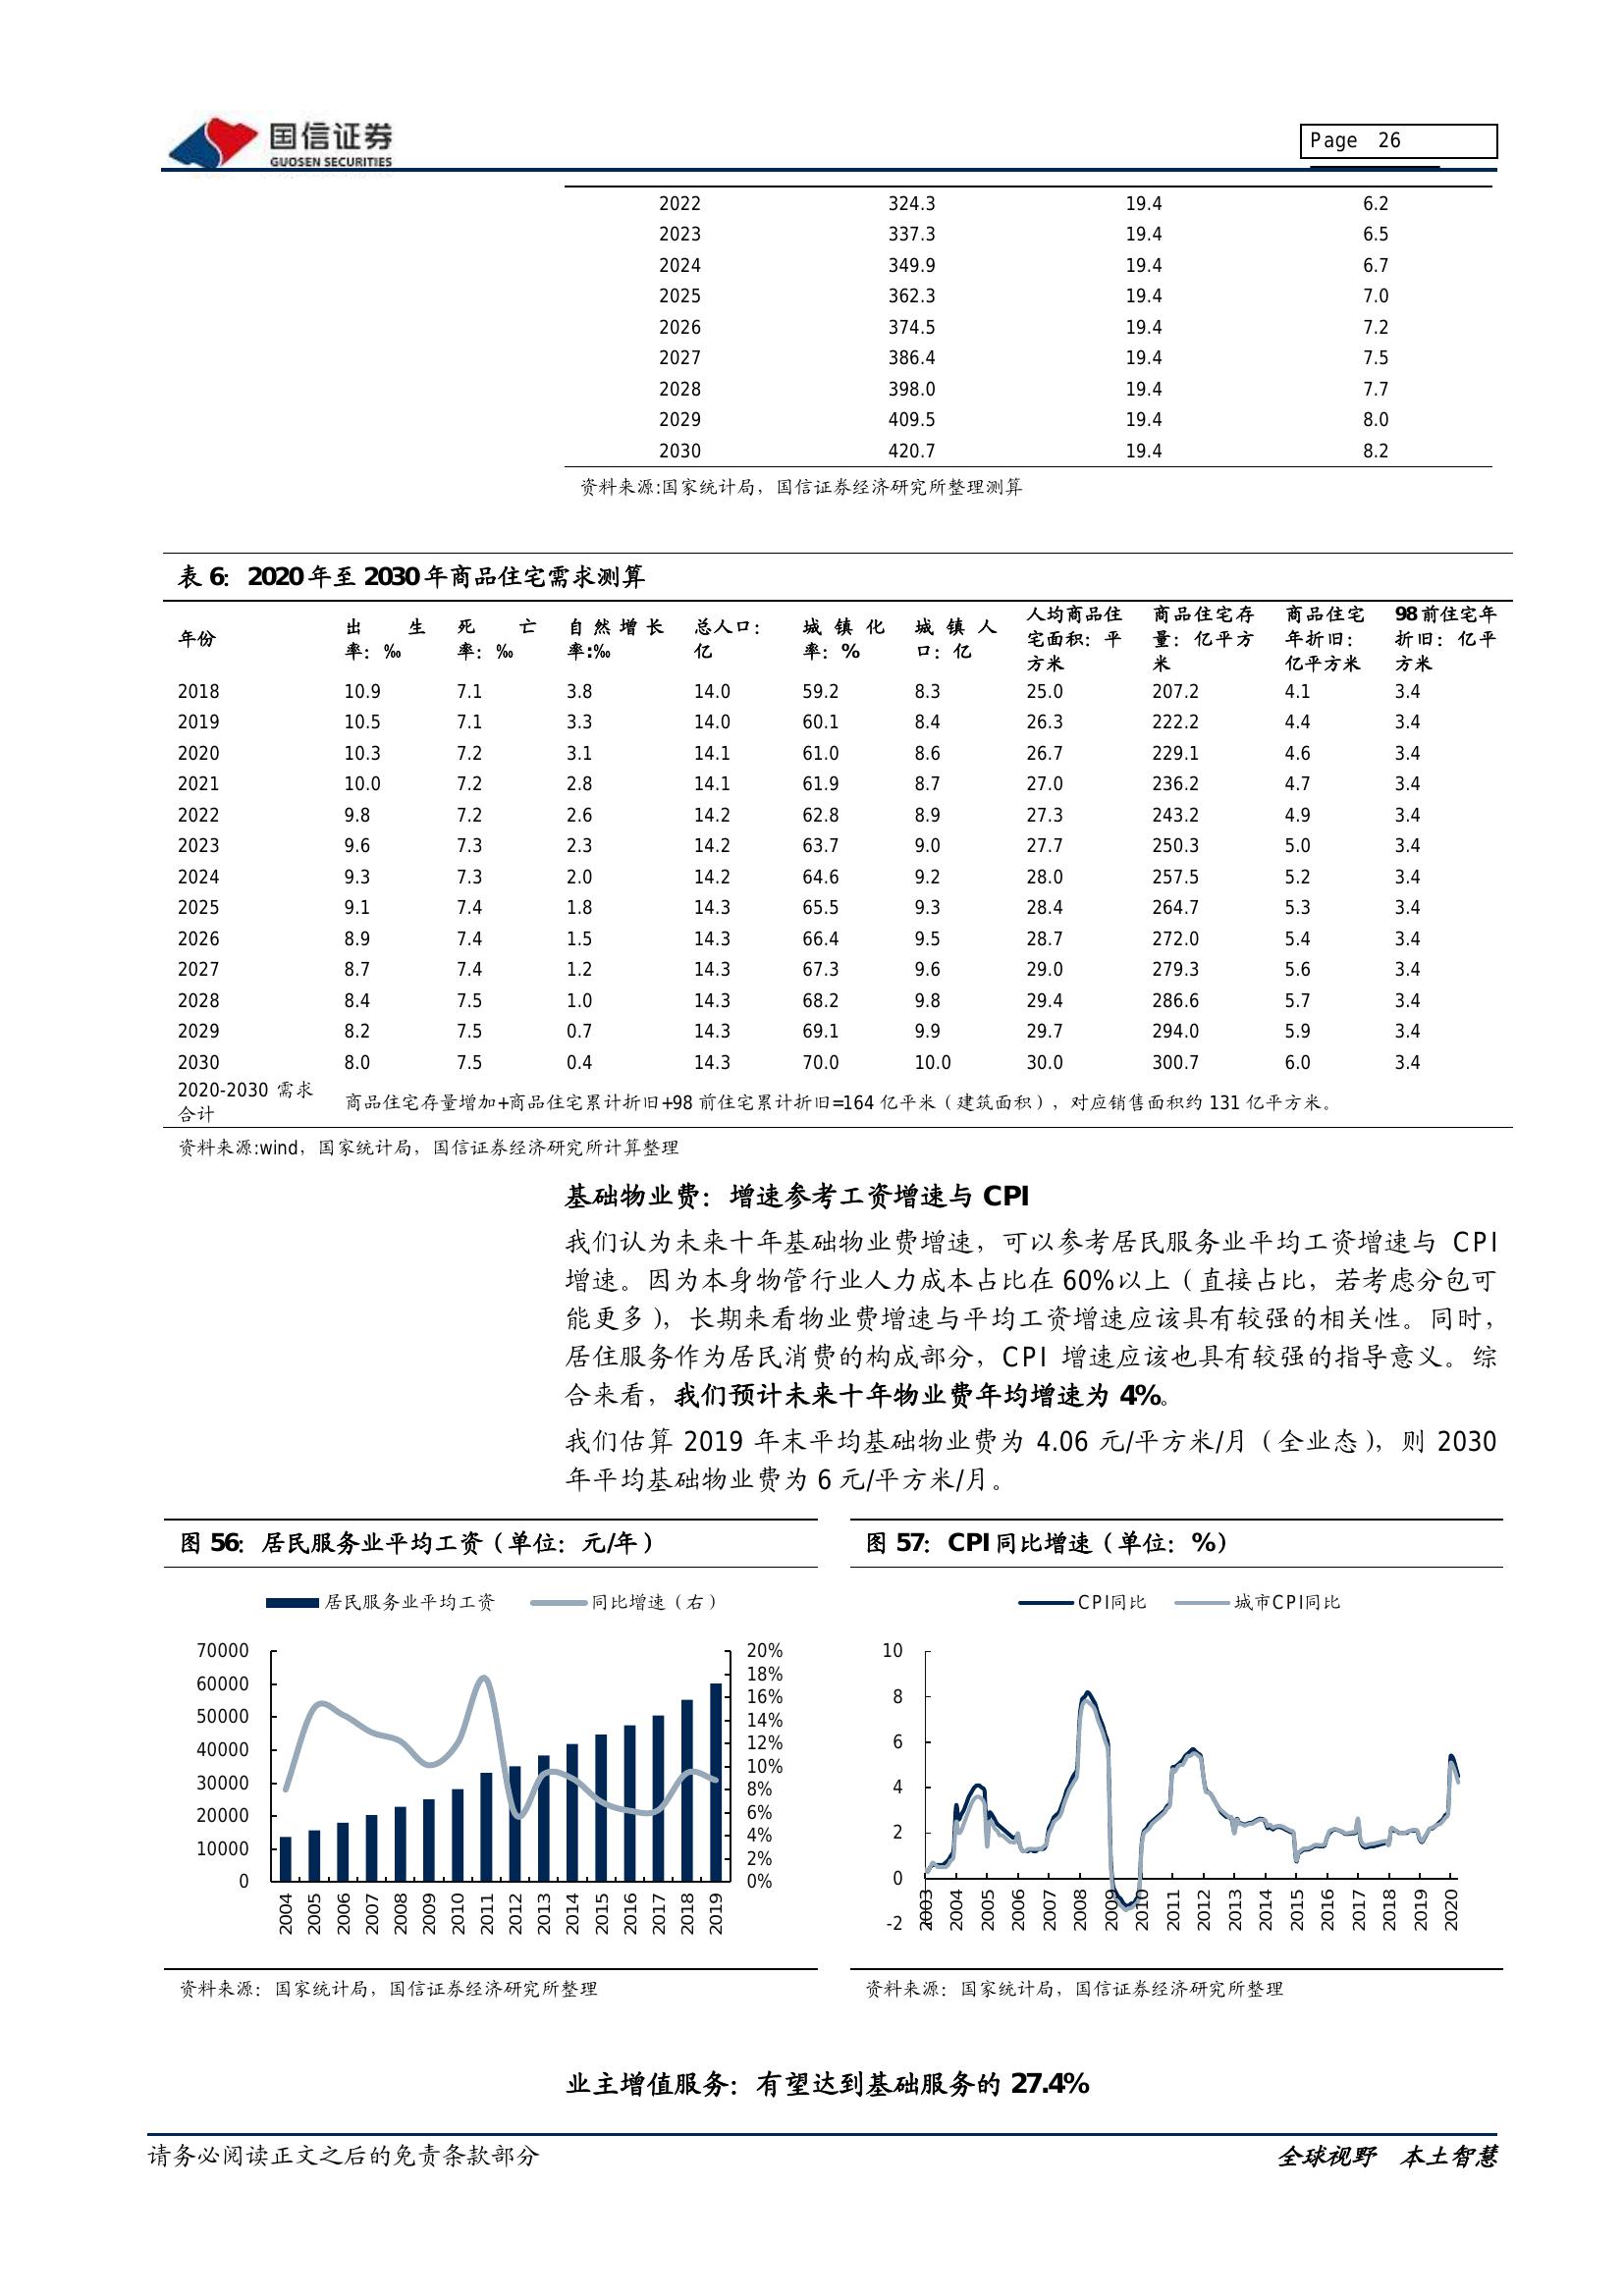 国信证券
GUOSEN SECURITIES
Page 26
2022 324.3 19.4 6.2
2023 337.3 19.4 6.5
2024 349.9 19.4 6.7
2025 362.3 19.4 7.0
2026 374.5 19.4 7.2
2027 386.4 19.4 7.5
2028 398.0 19.4 7.7
2029 409.5 19.4 8.0
2030 420.7 19.4 8.2
资料来源:国家统计局，国信证券经济研究所整理测算
表 6：2020 年至 2030 年商品住宅需求测算
年份 出生率：‰ 死亡率：‰ 自然增长率:‰ 总人口：亿 城镇化率：% 城镇人口：亿 人均商品住宅面积：平方米 商品住宅存量：亿平方米 商品住宅年折旧：亿平方米 98 前住宅年折旧：亿平方米
2018 10.9 7.1 3.8 14.0 59.2 8.3 25.0 207.2 4.1 3.4
2019 10.5 7.1 3.3 14.0 60.1 8.4 26.3 222.2 4.4 3.4
2020 10.3 7.2 3.1 14.1 61.0 8.6 26.7 229.1 4.6 3.4
2021 10.0 7.2 2.8 14.1 61.9 8.7 27.0 236.2 4.7 3.4
2022 9.8 7.2 2.6 14.2 62.8 8.9 27.3 243.2 4.9 3.4
2023 9.6 7.3 2.3 14.2 63.7 9.0 27.7 250.3 5.0 3.4
2024 9.3 7.3 2.0 14.2 64.6 9.2 28.0 257.5 5.2 3.4
2025 9.1 7.4 1.8 14.3 65.5 9.3 28.4 264.7 5.3 3.4
2026 8.9 7.4 1.5 14.3 66.4 9.5 28.7 272.0 5.4 3.4
2027 8.7 7.4 1.2 14.3 67.3 9.6 29.0 279.3 5.6 3.4
2028 8.4 7.5 1.0 14.3 68.2 9.8 29.4 286.6 5.7 3.4
2029 8.2 7.5 0.7 14.3 69.1 9.9 29.7 294.0 5.9 3.4
2030 8.0 7.5 0.4 14.3 70.0 10.0 30.0 300.7 6.0 3.4
2020-2030 需求合计 商品住宅存量增加+商品住宅累计折旧+98 前住宅累计折旧=164 亿平米（建筑面积），对应销售面积约 131 亿平方米。
资料来源:wind，国家统计局，国信证券经济研究所计算整理
基础物业费：增速参考工资增速与 CPI
我们认为未来十年基础物业费增速，可以参考居民服务业平均工资增速与 CPI
增速。因为本身物管行业人力成本占比在 60%以上（直接占比，若考虑分包可
能更多），长期来看物业费增速与平均工资增速应该具有较强的相关性。同时，
居住服务作为居民消费的构成部分，CPI 增速应该也具有较强的指导意义。综
合来看，我们预计未来十年物业费年均增速为 4%。
我们估算 2019 年末平均基础物业费为 4.06 元/平方米/月（全业态），则 2030
年平均基础物业费为 6 元/平方米/月。
图 56：居民服务业平均工资（单位：元/年）
居民服务业平均工资 同比增速（右）
70000 20%
60000 18%
50000 16%
40000 14%
30000 12%
20000 10%
10000 8%
0 6%
4%
2%
0%
2004 2005 2006 2007 2008 2009 2010 2011 2012 2013 2014 2015 2016 2017 2018 2019
资料来源：国家统计局，国信证券经济研究所整理
图 57：CPI 同比增速（单位：%）
CPI同比 城市CPI同比
10
8
6
4
2
0
-2
2003 2004 2005 2006 2007 2008 2009 2010 2011 2012 2013 2014 2015 2016 2017 2018 2019 2020
资料来源：国家统计局，国信证券经济研究所整理
业主增值服务：有望达到基础服务的 27.4%
请务必阅读正文之后的免责条款部分
全球视野 本土智慧